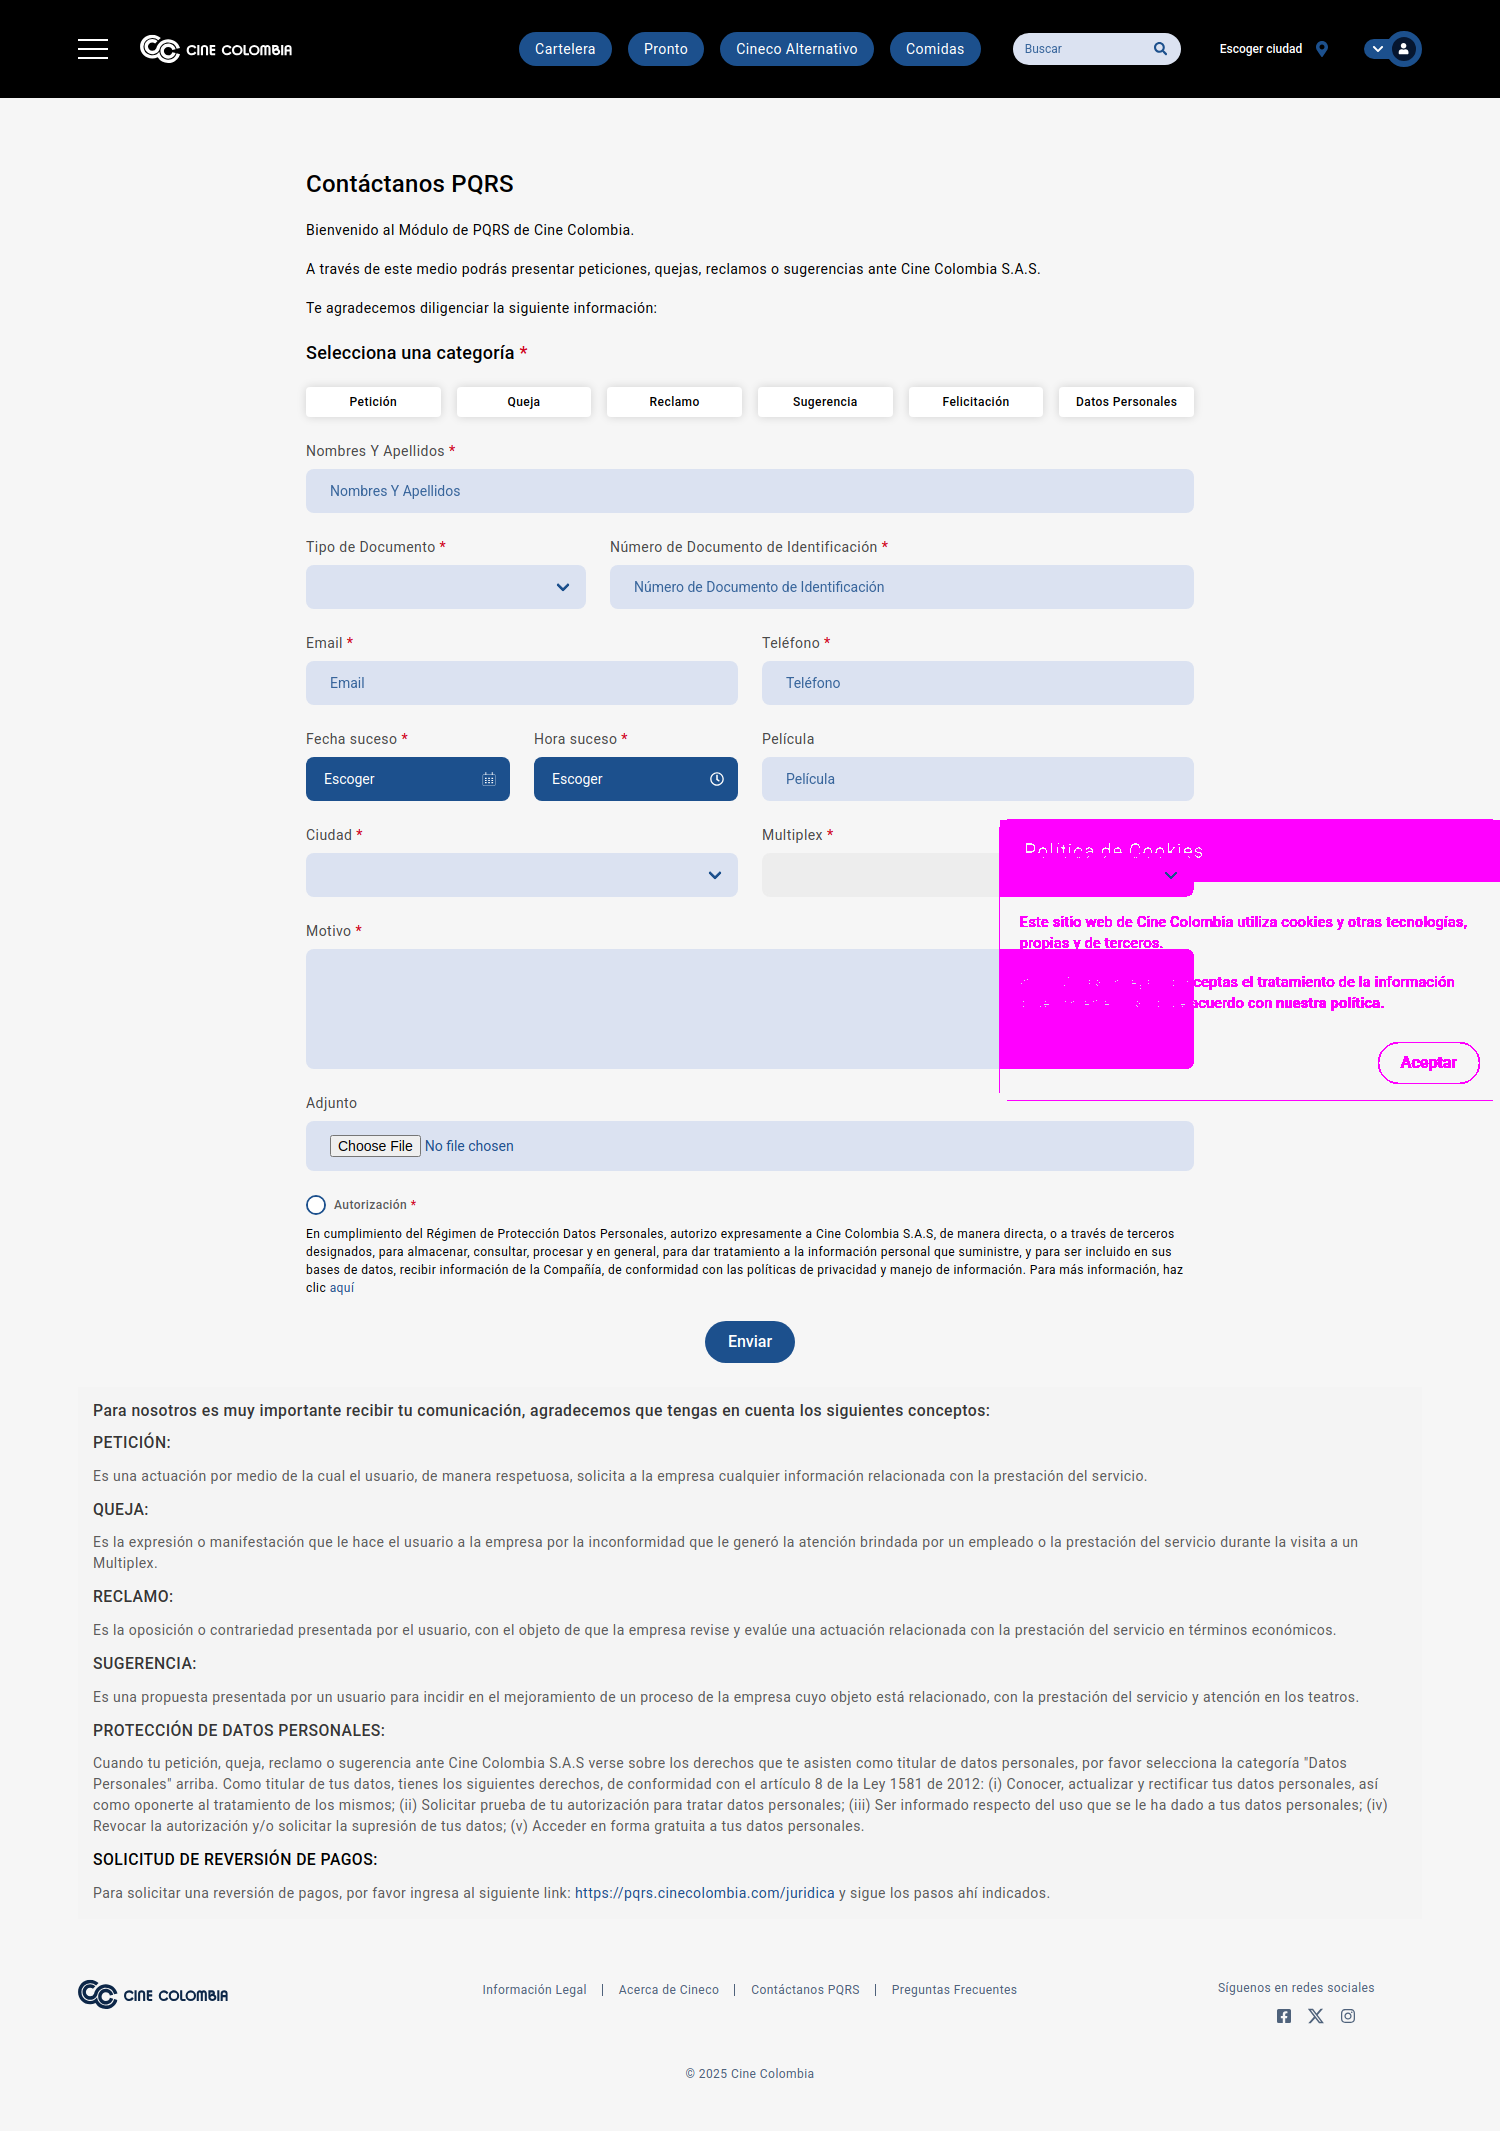 CINE COLOMBIA
Cartelera
Pronto
Cineco Alternativo
Comidas
Buscar
Escoger ciudad
Contáctanos PQRS
Bienvenido al Módulo de PQRS de Cine Colombia.
A través de este medio podrás presentar peticiones, quejas, reclamos o sugerencias ante Cine Colombia S.A.S.
Te agradecemos diligenciar la siguiente información:
Selecciona una categoría *
Petición
Queja
Reclamo
Sugerencia
Felicitación
Datos Personales
Nombres Y Apellidos *
Nombres Y Apellidos
Tipo de Documento *
Número de Documento de Identificación *
Número de Documento de Identificación
Email *
Teléfono *
Email
Teléfono
Fecha suceso *
Hora suceso *
Película
Escoger
Escoger
Película
Ciudad *
Multiplex *
Política de Cookies
Este sitio web de Cine Colombia utiliza cookies y otras tecnologías,
propias y de terceros.
Motivo *
ceptas el tratamiento de la información
acuerdo con nuestra política.
Aceptar
Adjunto
Choose File No file chosen
Autorización *
En cumplimiento del Régimen de Protección Datos Personales, autorizo expresamente a Cine Colombia S.A.S, de manera directa, o a través de terceros
designados, para almacenar, consultar, procesar y en general, para dar tratamiento a la información personal que suministre, y para ser incluido en sus
bases de datos, recibir información de la Compañía, de conformidad con las políticas de privacidad y manejo de información. Para más información, haz
clic aquí
Enviar
Para nosotros es muy importante recibir tu comunicación, agradecemos que tengas en cuenta los siguientes conceptos:
PETICIÓN:
Es una actuación por medio de la cual el usuario, de manera respetuosa, solicita a la empresa cualquier información relacionada con la prestación del servicio.
QUEJA:
Es la expresión o manifestación que le hace el usuario a la empresa por la inconformidad que le generó la atención brindada por un empleado o la prestación del servicio durante la visita a un
Multiplex.
RECLAMO:
Es la oposición o contrariedad presentada por el usuario, con el objeto de que la empresa revise y evalúe una actuación relacionada con la prestación del servicio en términos económicos.
SUGERENCIA:
Es una propuesta presentada por un usuario para incidir en el mejoramiento de un proceso de la empresa cuyo objeto está relacionado, con la prestación del servicio y atención en los teatros.
PROTECCIÓN DE DATOS PERSONALES:
Cuando tu petición, queja, reclamo o sugerencia ante Cine Colombia S.A.S verse sobre los derechos que te asisten como titular de datos personales, por favor selecciona la categoría "Datos
Personales" arriba. Como titular de tus datos, tienes los siguientes derechos, de conformidad con el artículo 8 de la Ley 1581 de 2012: (i) Conocer, actualizar y rectificar tus datos personales, así
como oponerte al tratamiento de los mismos; (ii) Solicitar prueba de tu autorización para tratar datos personales; (iii) Ser informado respecto del uso que se le ha dado a tus datos personales; (iv)
Revocar la autorización y/o solicitar la supresión de tus datos; (v) Acceder en forma gratuita a tus datos personales.
SOLICITUD DE REVERSIÓN DE PAGOS:
Para solicitar una reversión de pagos, por favor ingresa al siguiente link: https://pqrs.cinecolombia.com/juridica y sigue los pasos ahí indicados.
CINE COLOMBIA
Información Legal
Acerca de Cineco
Contáctanos PQRS
Preguntas Frecuentes
Síguenos en redes sociales
© 2025 Cine Colombia